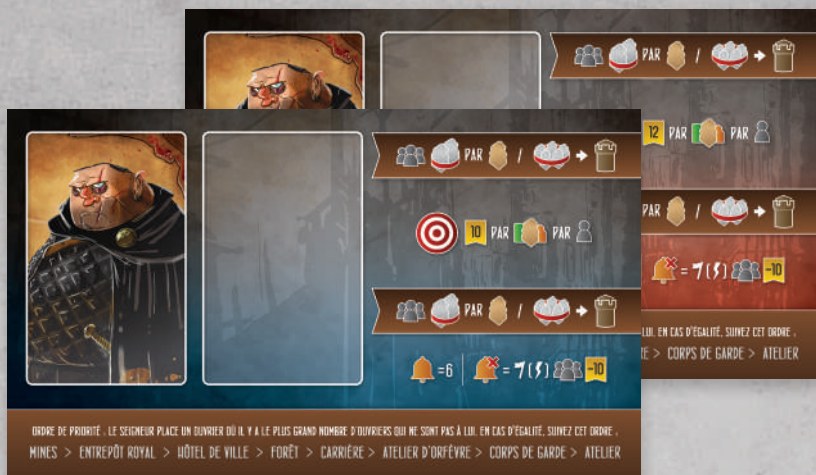 PAR / 
12 PAR PAR
PAR /
= 7 ( ) -10
LUI. EN CAS D'ÉGALITÉ, SUIVEZ CET ORDRE :
> CORPS DE GARDE > ATELIER
PAR /
10 PAR PAR
PAR /
=6 = 7 ( ) -10
ORDRE DE PRIORITÉ : LE SEIGNEUR PLACE UN OUVRIER OÙ IL Y A LE PLUS GRAND NOMBRE D'OUVRIERS QUI NE SONT PAS À LUI. EN CAS D'ÉGALITÉ, SUIVEZ CET ORDRE :
MINES > ENTREPÔT ROYAL > HÔTEL DE VILLE > FORÊT > CARRIÈRE > ATELIER D'ORFÈVRE > CORPS DE GARDE > ATELIER